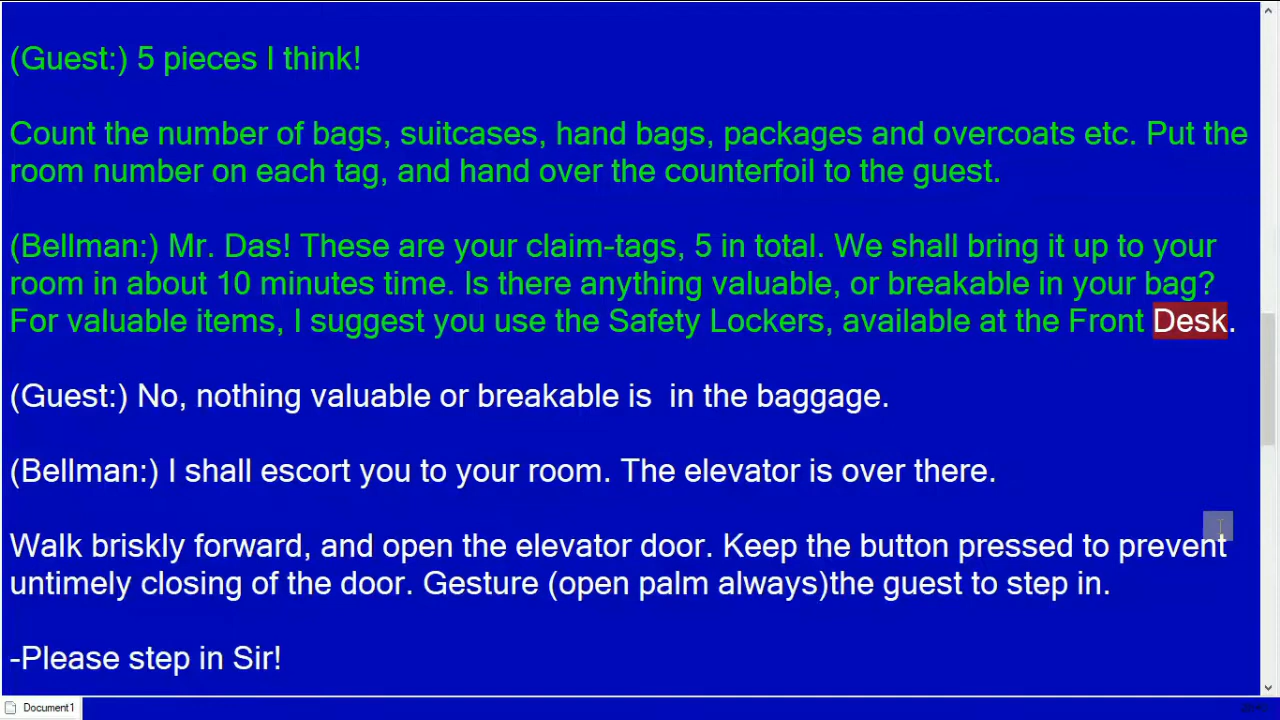 (Guest:) 5 pieces I think!
Count the number of bags, suitcases, hand bags, packages and overcoats etc. Put the
room number on each tag, and hand over the counterfoil to the guest.
(Bellman:) Mr. Das! These are your claim-tags, 5 in total. We shall bring it up to your
room in about 10 minutes time. Is there anything valuable, or breakable in your bag?
For valuable items, I suggest you use the Safety Lockers, available at the Front Desk.
(Guest:) No, nothing valuable or breakable is  in the baggage.
(Bellman:) I shall escort you to your room. The elevator is over there.
Walk briskly forward, and open the elevator door. Keep the button pressed to prevent
untimely closing of the door. Gesture (open palm always)the guest to step in.
-Please step in Sir!
Document1